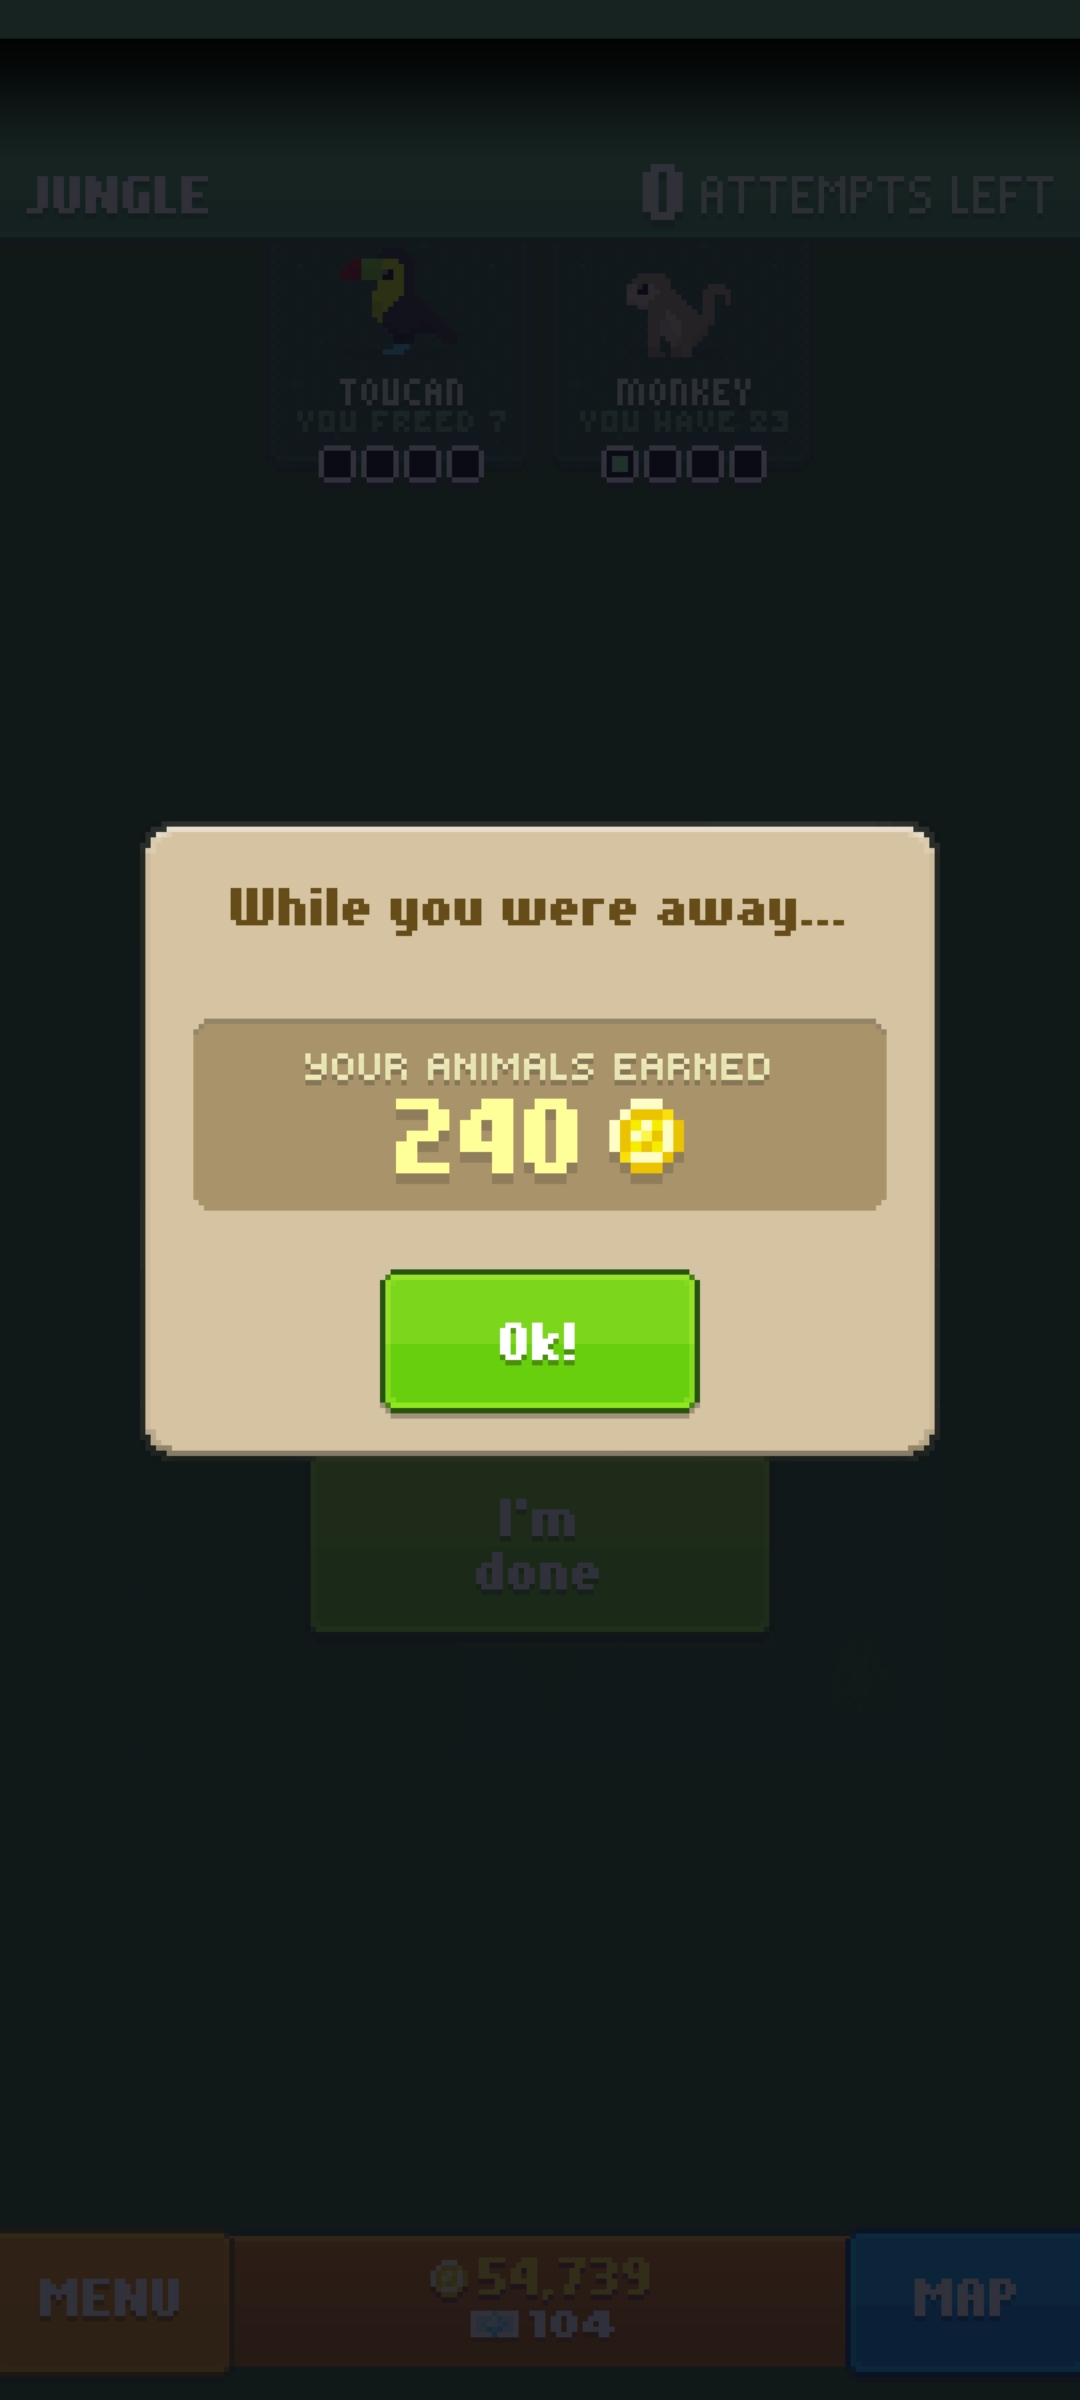 JUNGLE
0 ATTEMPTS LEFT
TOUCAN
YOU FREED 7
MONKEY
YOU HAVE 23
While you were away...
YOUR ANIMALS EARNED
240
Ok!
I'm
done
MENU
54,739
104
MAP